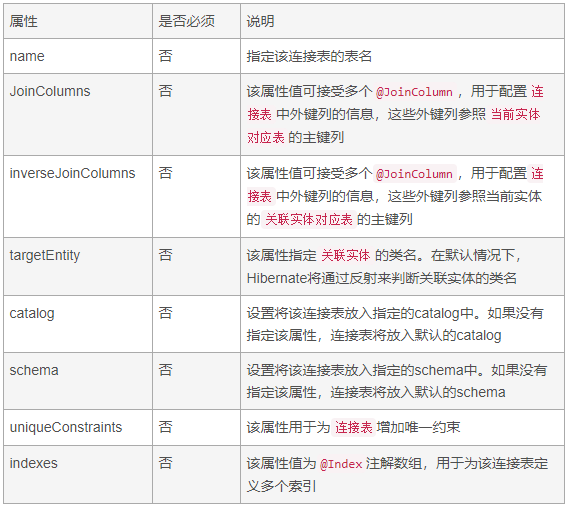 属性 是否必须 说明
name 否 指定该连接表的表名
JoinColumns 否 该属性值可接受多个 @JoinColumn ，用于配置 连
接表 中外键列的信息，这些外键列参照 当前实体
对应表 的主键列
inverseJoinColumns 否 该属性值可接受多个 @JoinColumn ，用于配置 连
接表 中外键列的信息，这些外键列参照当前实体
的 关联实体对应表 的主键列
targetEntity 否 该属性指定 关联实体 的类名。在默认情况下，
Hibernate将通过反射来判断关联实体的类名
catalog 否 设置将该连接表放入指定的catalog中。如果没有
指定该属性，连接表将放入默认的catalog
schema 否 设置将该连接表放入指定的schema中。如果没有
指定该属性，连接表将放入默认的schema
uniqueConstraints 否 该属性用于为 连接表 增加唯一约束
indexes 否 该属性值为 @Index 注解数组，用于为该连接表定
义多个索引